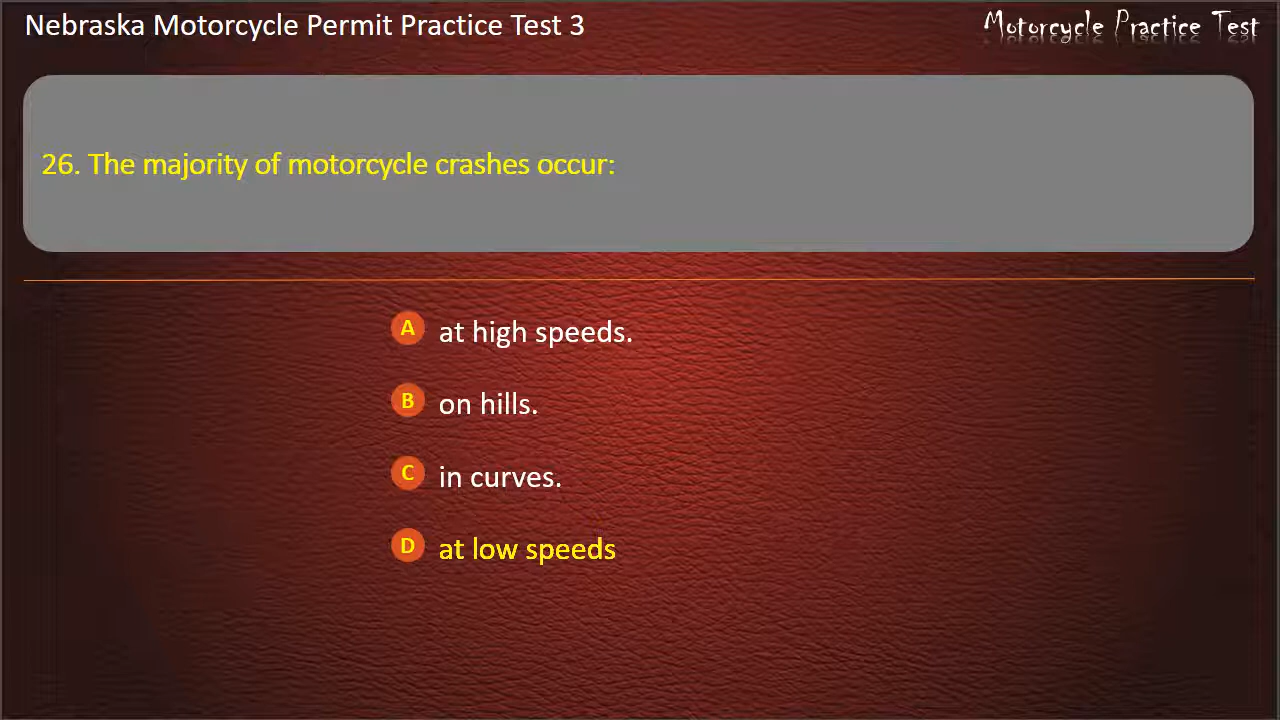 Nebraska Motorcycle Permit Practice Test 3
Motorcycle Practice Test
26. The majority of motorcycle crashes occur:
A at high speeds.
B on hills.
C in curves.
D at low speeds